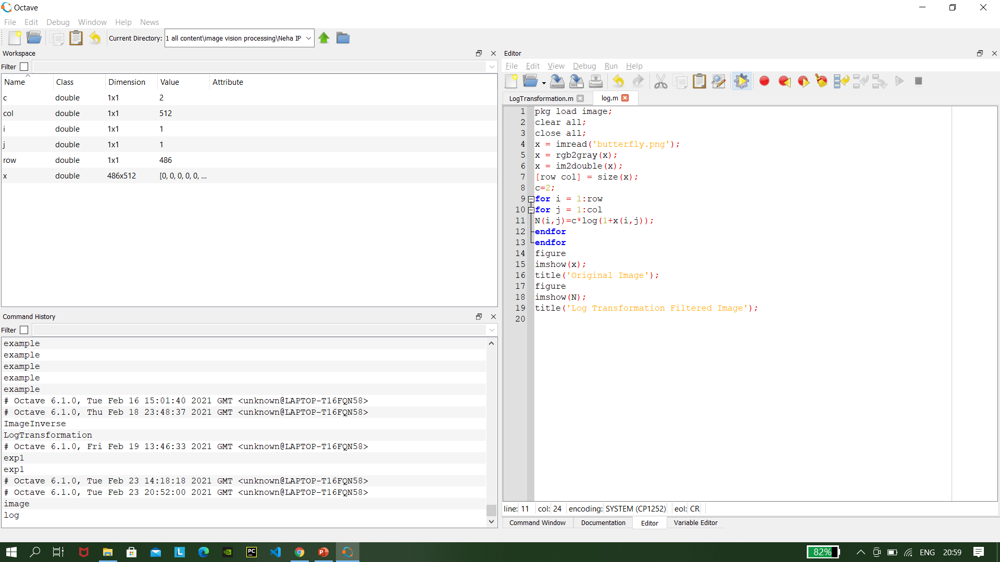 Octave
File Edit Debug Window Help News
Current Directory: 1 all content\image vision processing\Neha IP
Workspace
Filter
Name Class Dimension Value Attribute
c double 1x1 2
col double 1x1 512
i double 1x1 1
j double 1x1 1
row double 1x1 486
x double 486x512 [0, 0, 0, 0, 0, ...
Command History
Filter
example
example
example
example
example
# Octave 6.1.0, Tue Feb 16 15:01:40 2021 GMT <unknown@LAPTOP-T16FQN58>
# Octave 6.1.0, Thu Feb 18 23:48:37 2021 GMT <unknown@LAPTOP-T16FQN58>
ImageInverse
LogTransformation
# Octave 6.1.0, Fri Feb 19 13:46:33 2021 GMT <unknown@LAPTOP-T16FQN58>
exp1
exp1
# Octave 6.1.0, Tue Feb 23 14:18:18 2021 GMT <unknown@LAPTOP-T16FQN58>
# Octave 6.1.0, Tue Feb 23 20:52:00 2021 GMT <unknown@LAPTOP-T16FQN58>
image
log
Editor
File Edit View Debug Run Help
LogTransformation.m log.m
1 pkg load image;
2 clear all;
3 close all;
4 x = imread('butterfly.png');
5 x = rgb2gray(x);
6 x = im2double(x);
7 [row col] = size(x);
8 c=2;
9 for i = 1:row
10 for j = 1:col
11 N(i,j)=c*log(1+x(i,j));
12 endfor
13 endfor
14 figure
15 imshow(x);
16 title('Original Image');
17 figure
18 imshow(N);
19 title('Log Transformation Filtered Image');
20
line: 11 col: 24 encoding: SYSTEM (CP1252) eol: CR
Command Window Documentation Editor Variable Editor
L PC P 82% ENG 20:59